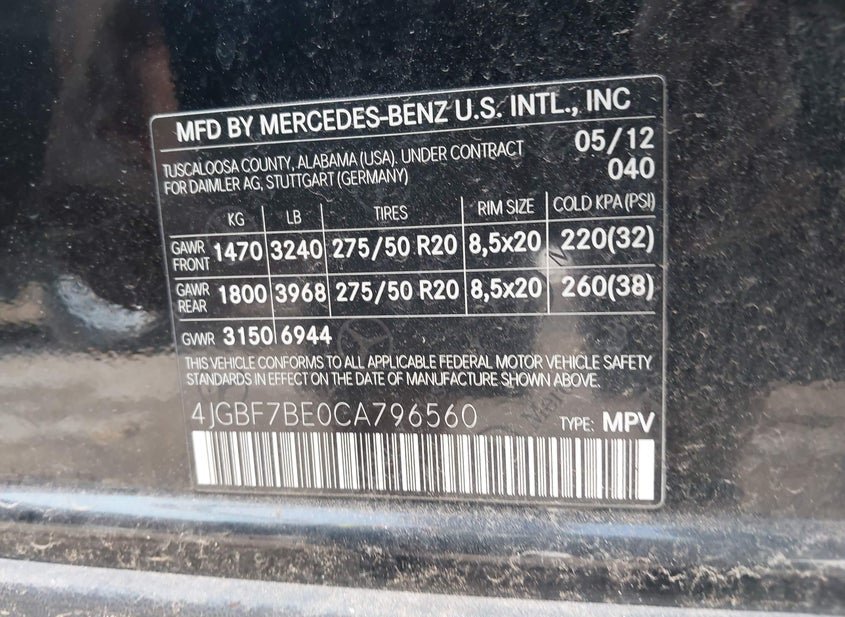 MFD BY MERCEDES-BENZ U.S. INTL., INC
TUSCALOOSA COUNTY, ALABAMA (USA). UNDER CONTRACT 05/12
FOR DAIMLER AG, STUTTGART (GERMANY) 040
KG LB TIRES RIM SIZE COLD KPA (PSI)
GAWR FRONT 1470 3240 275/50 R20 8,5x20 220(32)
GAWR REAR 1800 3968 275/50 R20 8,5x20 260(38)
GVWR 3150 6944
THIS VEHICLE CONFORMS TO ALL APPLICABLE FEDERAL MOTOR VEHICLE SAFETY
STANDARDS IN EFFECT ON THE DATE OF MANUFACTURE SHOWN ABOVE.
4JGBF7BE0CA796560 TYPE: MPV